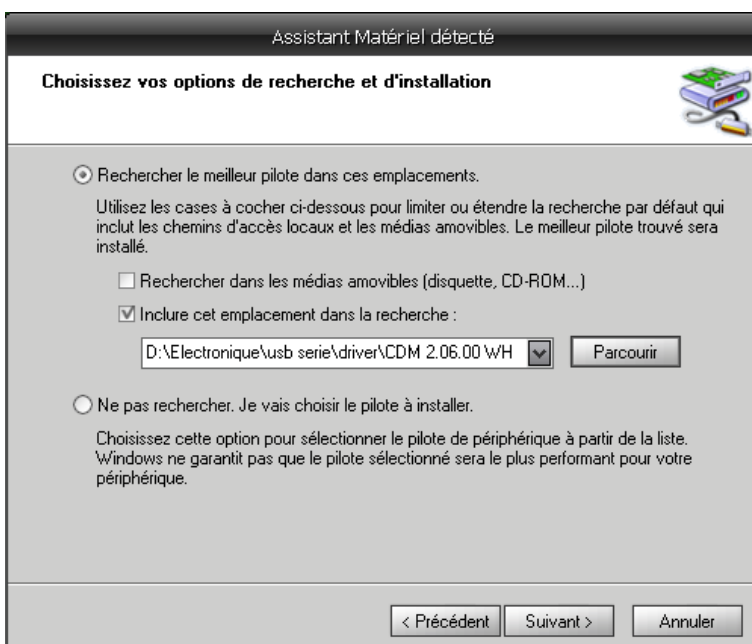 Assistant Matériel détecté
Choisissez vos options de recherche et d'installation
Rechercher le meilleur pilote dans ces emplacements.
Utilisez les cases à cocher ci-dessous pour limiter ou étendre la recherche par défaut qui
inclut les chemins d'accès locaux et les médias amovibles. Le meilleur pilote trouvé sera
installé.
Rechercher dans les médias amovibles (disquette, CD-ROM...)
Inclure cet emplacement dans la recherche :
D:\Electronique\usb serie\driver\CDM 2.06.00 WH
Parcourir
Ne pas rechercher. Je vais choisir le pilote à installer.
Choisissez cette option pour sélectionner le pilote de périphérique à partir de la liste.
Windows ne garantit pas que le pilote sélectionné sera le plus performant pour votre
périphérique.
< Précédent Suivant > Annuler